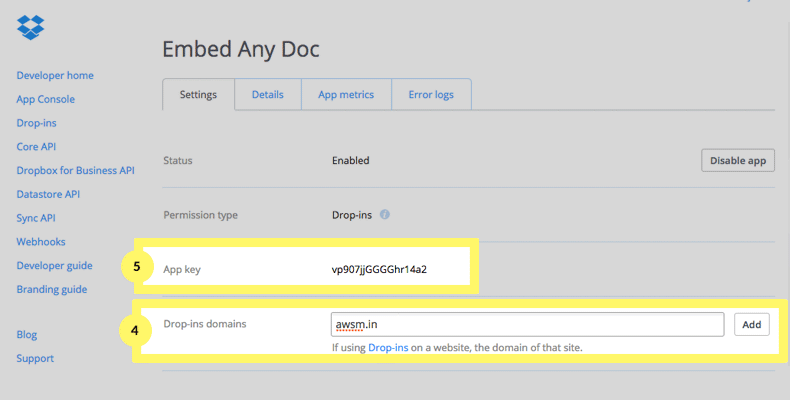 Embed Any Doc
Developer home
App Console
Drop-ins
Core API
Dropbox for Business API
Datastore API
Sync API
Webhooks
Developer guide
Branding guide
Blog
Support
Settings Details App metrics Error logs
Status Enabled Disable app
Permission type Drop-ins i
5 App key vp907jjGGGGhr14a2
4 Drop-ins domains awsm.in Add
If using Drop-ins on a website, the domain of that site.